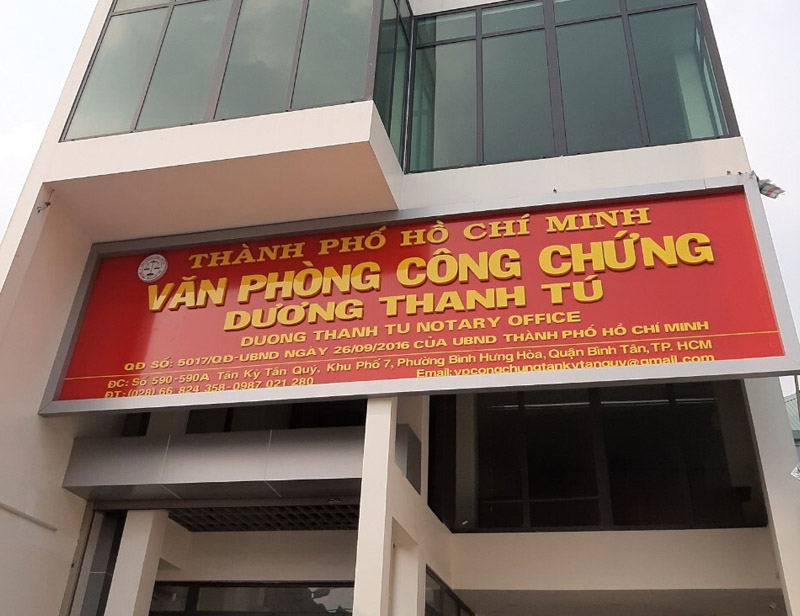 THÀNH PHỐ HỒ CHÍ MINH
VĂN PHÒNG CÔNG CHỨNG
DƯƠNG THANH TÚ
DUONG THANH TU NOTARY OFFICE
QĐ SỐ: 5017/QĐ-UBND NGÀY 26/09/2016 CỦA UBND THÀNH PHỐ HỒ CHÍ MINH
ĐC: Số 590-590A Tân Kỳ Tân Quý, Khu Phố 7, Phường Bình Hưng Hòa, Quận Bình Tân, TP. HCM
ĐT: (028) 66 824 358-0987 021 280 Email: vpcongchungtankytanquy@gmail.com